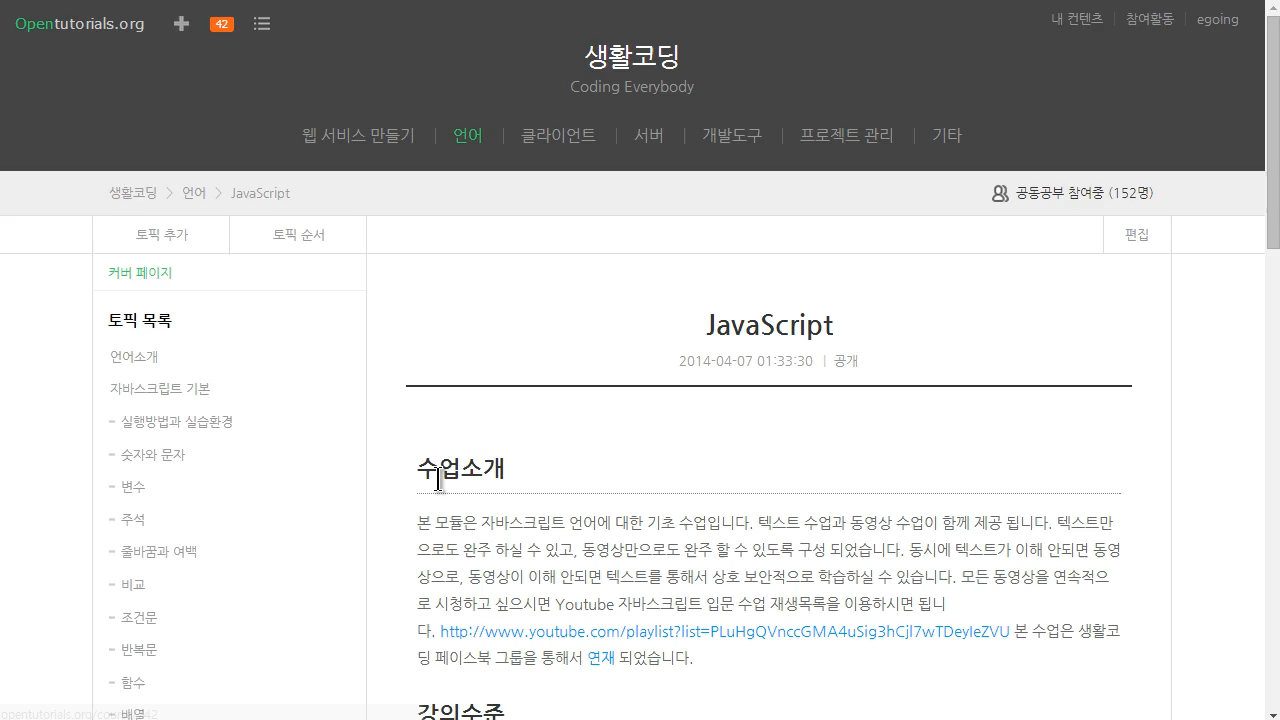 Opentutorials.org
42
내 컨텐츠 | 참여활동 | egoing
생활코딩
Coding Everybody
웹 서비스 만들기 | 언어 | 클라이언트 | 서버 | 개발도구 | 프로젝트 관리 | 기타
생활코딩 > 언어 > JavaScript
공동공부 참여중 (152명)
토픽 추가
토픽 순서
편집
커버 페이지
토픽 목록
언어소개
자바스크립트 기본
- 실행방법과 실습환경
- 숫자와 문자
- 변수
- 주석
- 줄바꿈과 여백
- 비교
- 조건문
- 반복문
- 함수
- 배열
JavaScript
2014-04-07 01:33:30 | 공개
수업소개
본 모듈은 자바스크립트 언어에 대한 기초 수업입니다. 텍스트 수업과 동영상 수업이 함께 제공 됩니다. 텍스트만
으로도 완주 하실 수 있고, 동영상만으로도 완주 할 수 있도록 구성 되었습니다. 동시에 텍스트가 이해 안되면 동영
상으로, 동영상이 이해 안되면 텍스트를 통해서 상호 보안적으로 학습하실 수 있습니다. 모든 동영상을 연속적으
로 시청하고 싶으시면 Youtube 자바스크립트 입문 수업 재생목록을 이용하시면 됩니
다. http://www.youtube.com/playlist?list=PLuHgQVnccGMA4uSig3hCjl7wTDeyIeZVU 본 수업은 생활코
딩 페이스북 그룹을 통해서 연재 되었습니다.
강의수준